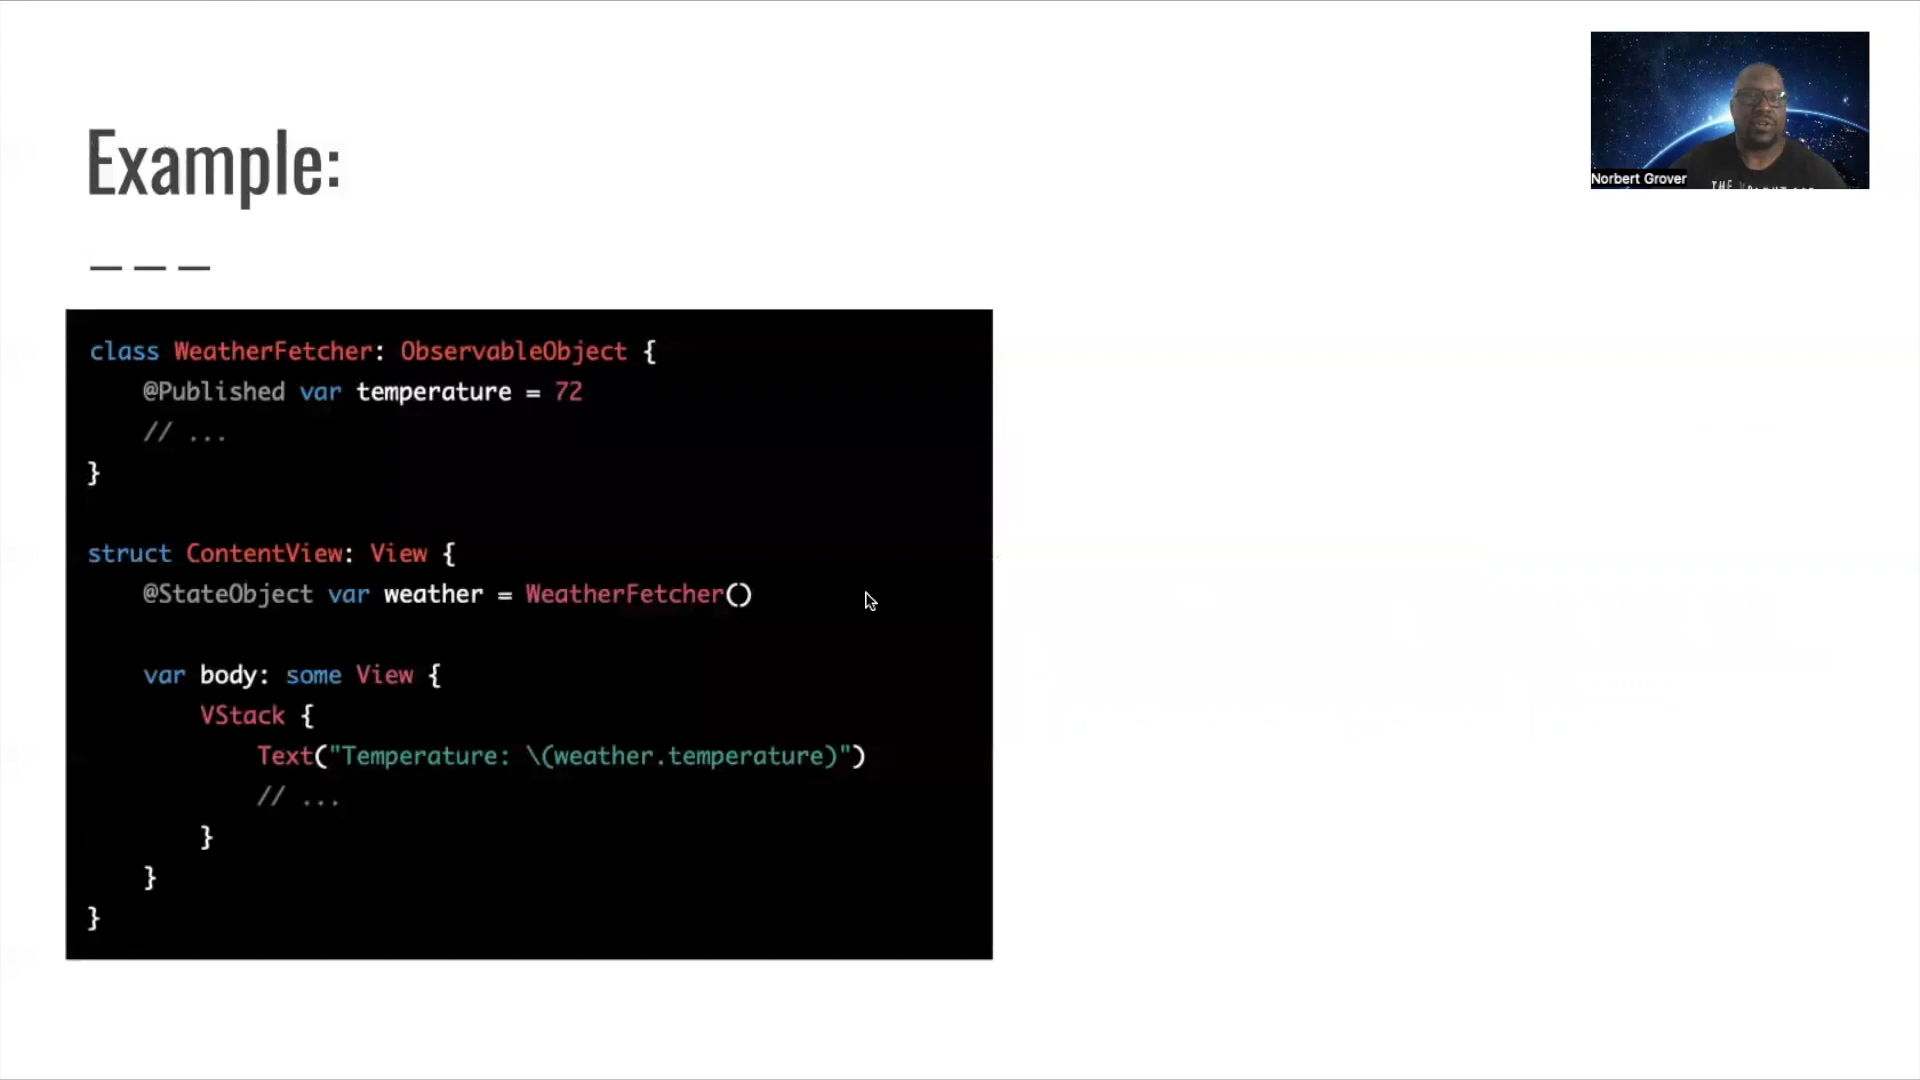 Example:
class WeatherFetcher: ObservableObject {
@Published var temperature = 72
// ...
}
struct ContentView: View {
@StateObject var weather = WeatherFetcher()
var body: some View {
VStack {
Text("Temperature: \(weather.temperature)")
// ...
}
}
}
Norbert Grover
THE